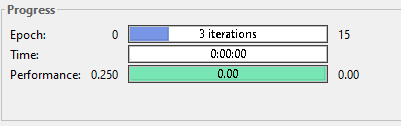 Progress
Epoch: 0 3 iterations 15
Time: 0:00:00
Performance: 0.250 0.00 0.00